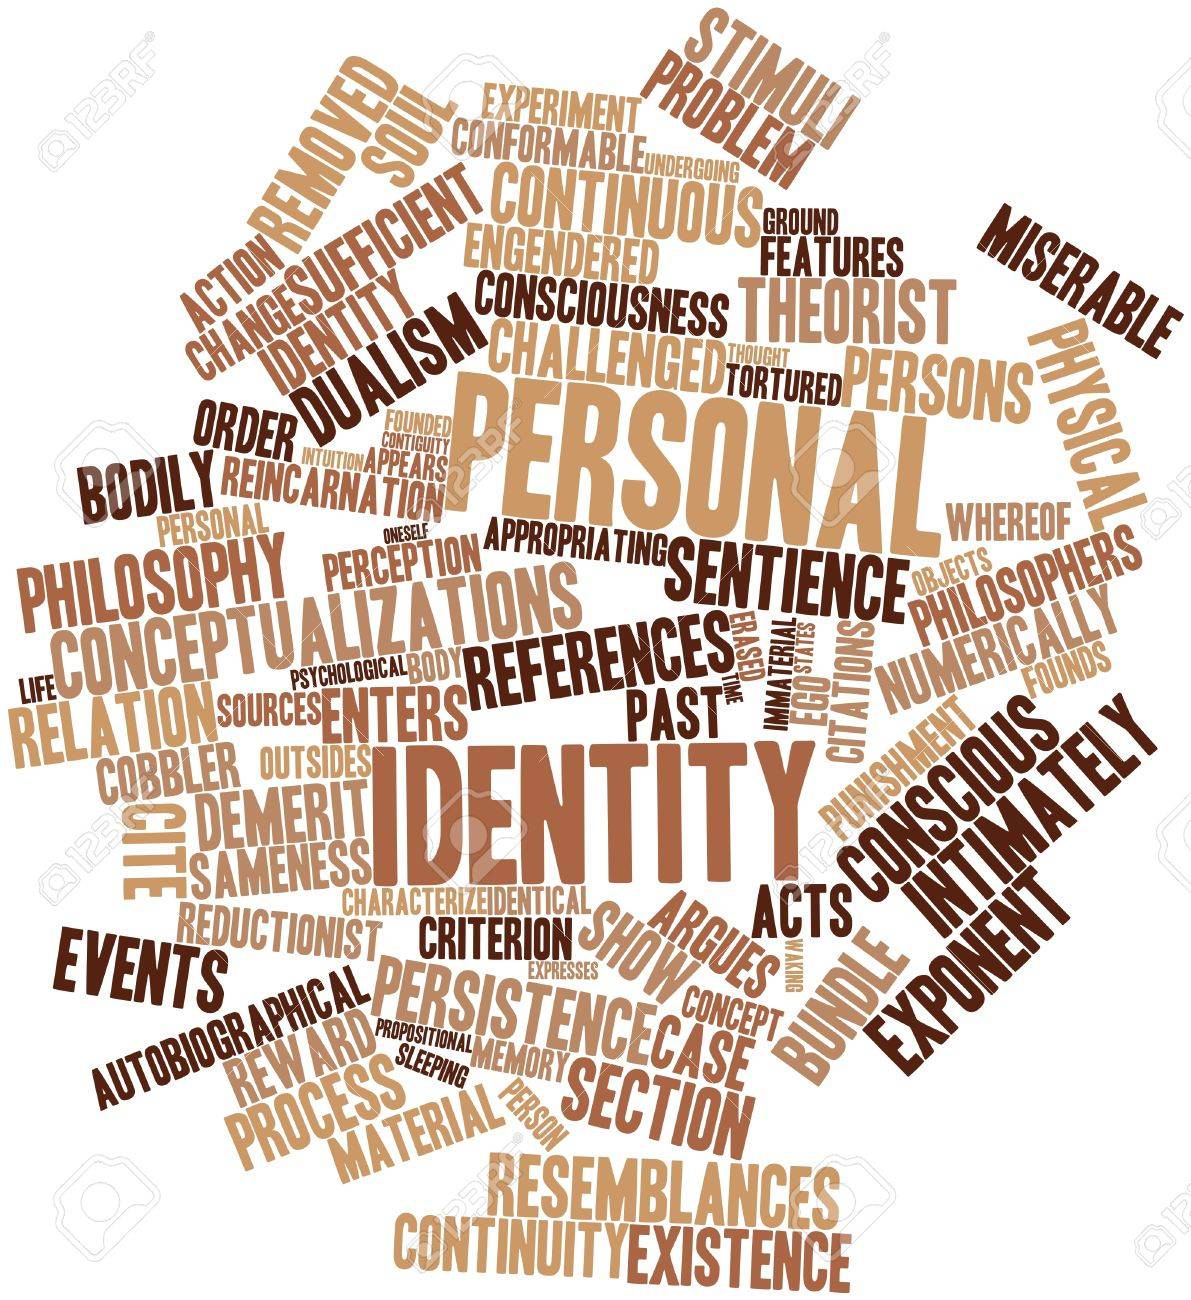 STIMULI
PROBLEM
REMOVED
SOUL
EXPERIMENT
CONFORMABLE
UNDERGOING
CONTINUOUS
GROUND
FEATURES
MISERABLE
ACTION
CHANGE
SUFFICIENT
IDENTITY
DUALISM
ENGENDERED
CONSCIOUSNESS
THEORIST
CHALLENGED
THOUGHT
TORTURED
PERSONS
PHYSICAL
ORDER
FOUNDED
CONTIGUITY
INTUITION
APPEARS
PERSONAL
BODILY
REINCARNATION
PERSONAL
ONESELF
APPROPRIATING
WHEREOF
PHILOSOPHY
PERCEPTION
SENTIENCE
OBJECTS
PHILOSOPHERS
CONCEPTUALIZATIONS
NUMERICALLY
FOUNDS
LIFE
PSYCHOLOGICAL
BODY
REFERENCES
ERASED
TIME
IMMATERIAL
EGO
STATES
CITATIONS
RELATION
SOURCES
ENTERS
PAST
COBBLER
OUTSIDES
IDENTITY
PUNISHMENT
CONSCIOUS
INTIMATELY
CITE
DEMERIT
SAMENESS
CHARACTERIZE
IDENTICAL
ACTS
EXPONENT
REDUCTIONIST
CRITERION
SHOW
ARGUES
WAKING
BUNDLE
EVENTS
EXPRESSES
AUTOBIOGRAPHICAL
PERSISTENCE
CASE
CONCEPT
REWARD
PROPOSITIONAL
SLEEPING
MEMORY
SECTION
PROCESS
MATERIAL
PERSON
RESEMBLANCES
CONTINUITY
EXISTENCE
123RF